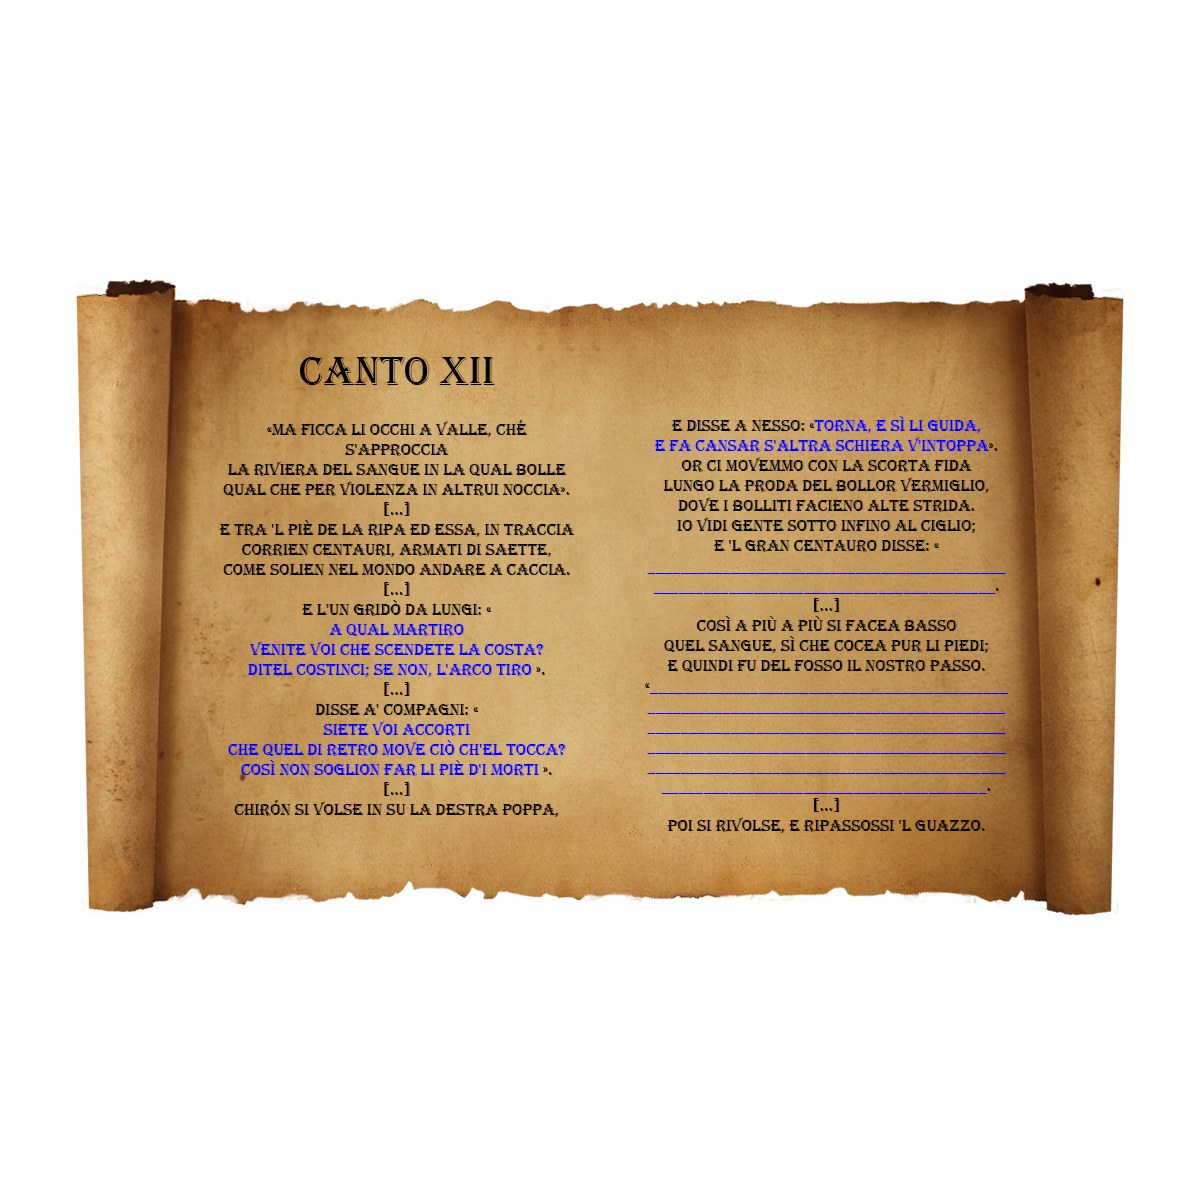 CANTO XII
«MA FICCA LI OCCHI A VALLE, CHÉ
S'APPROCCIA
LA RIVIERA DEL SANGUE IN LA QUAL BOLLE
QUAL CHE PER VIOLENZA IN ALTRUI NOCCIA».
[...]
E TRA 'L PIÈ DE LA RIPA ED ESSA, IN TRACCIA
CORRIEN CENTAURI, ARMATI DI SAETTE,
COME SOLIEN NEL MONDO ANDARE A CACCIA.
[...]
E L'UN GRIDÒ DA LUNGI: «
A QUAL MARTIRO
VENITE VOI CHE SCENDETE LA COSTA?
DITEL COSTINCI; SE NON, L'ARCO TIRO ».
[...]
DISSE A' COMPAGNI: «
SIETE VOI ACCORTI
CHE QUEL DI RETRO MOVE CIÒ CH'EL TOCCA?
COSÌ NON SOGLION FAR LI PIÈ D'I MORTI ».
[...]
CHIRÓN SI VOLSE IN SU LA DESTRA POPPA,
E DISSE A NESSO: «TORNA, E SÌ LI GUIDA,
E FA CANSAR S'ALTRA SCHIERA V'INTOPPA».
OR CI MOVEMMO CON LA SCORTA FIDA
LUNGO LA PRODA DEL BOLLOR VERMIGLIO,
DOVE I BOLLITI FACIENO ALTE STRIDA.
IO VIDI GENTE SOTTO INFINO AL CIGLIO;
E 'L GRAN CENTAURO DISSE: «
___________________________________________
_________________________________________.
[...]
COSÌ A PIÙ A PIÙ SI FACEA BASSO
QUEL SANGUE, SÌ CHE COCEA PUR LI PIEDI;
E QUINDI FU DEL FOSSO IL NOSTRO PASSO.
«___________________________________________
___________________________________________
___________________________________________
___________________________________________
___________________________________________
_______________________________________.
[...]
POI SI RIVOLSE, E RIPASSOSSI 'L GUAZZO.